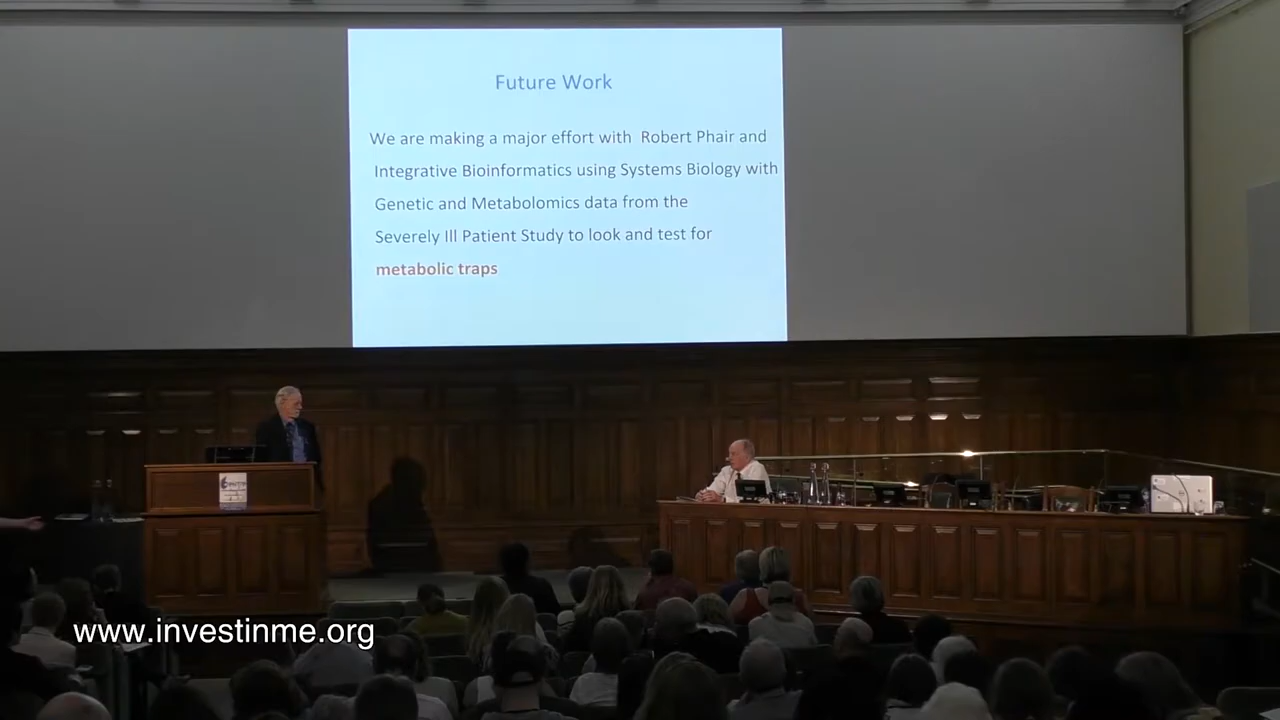 Future Work
We are making a major effort with Robert Phair and
Integrative Bioinformatics using Systems Biology with
Genetic and Metabolomics data from the
Severely Ill Patient Study to look and test for
metabolic traps
www.investinme.org